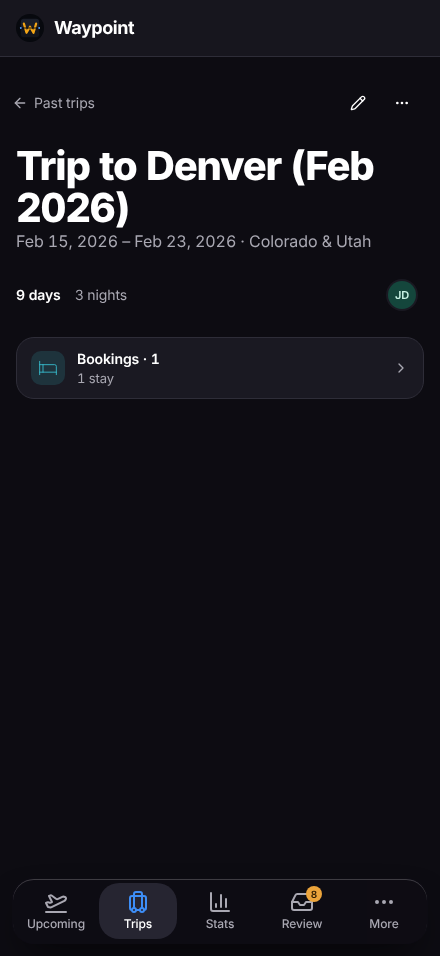 Waypoint
Past trips
Trip to Denver (Feb
2026)
Feb 15, 2026 – Feb 23, 2026 · Colorado & Utah
9 days 3 nights
JD
Bookings · 1
1 stay
8
Upcoming Trips Stats Review More